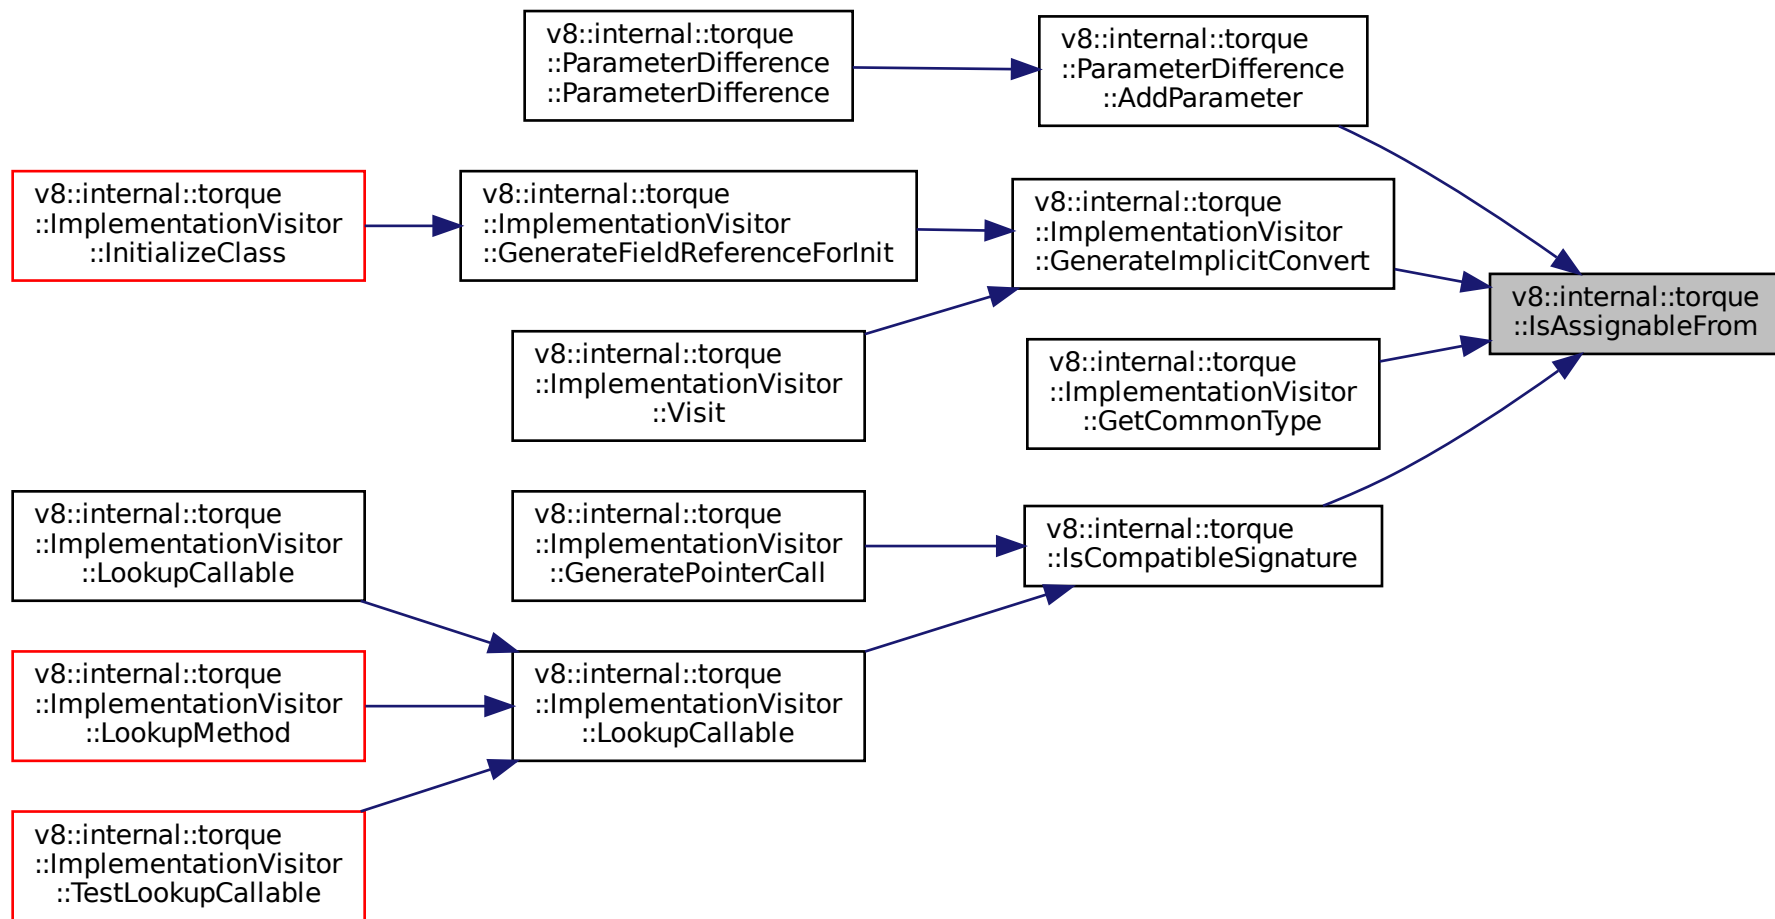 v8::internal::torque
::ParameterDifference
::ParameterDifference
v8::internal::torque
::ParameterDifference
::AddParameter
v8::internal::torque
::ImplementationVisitor
::InitializeClass
v8::internal::torque
::ImplementationVisitor
::GenerateFieldReferenceForInit
v8::internal::torque
::ImplementationVisitor
::GenerateImplicitConvert
v8::internal::torque
::IsAssignableFrom
v8::internal::torque
::ImplementationVisitor
::Visit
v8::internal::torque
::ImplementationVisitor
::GetCommonType
v8::internal::torque
::ImplementationVisitor
::LookupCallable
v8::internal::torque
::ImplementationVisitor
::GeneratePointerCall
v8::internal::torque
::IsCompatibleSignature
v8::internal::torque
::ImplementationVisitor
::LookupMethod
v8::internal::torque
::ImplementationVisitor
::LookupCallable
v8::internal::torque
::ImplementationVisitor
::TestLookupCallable